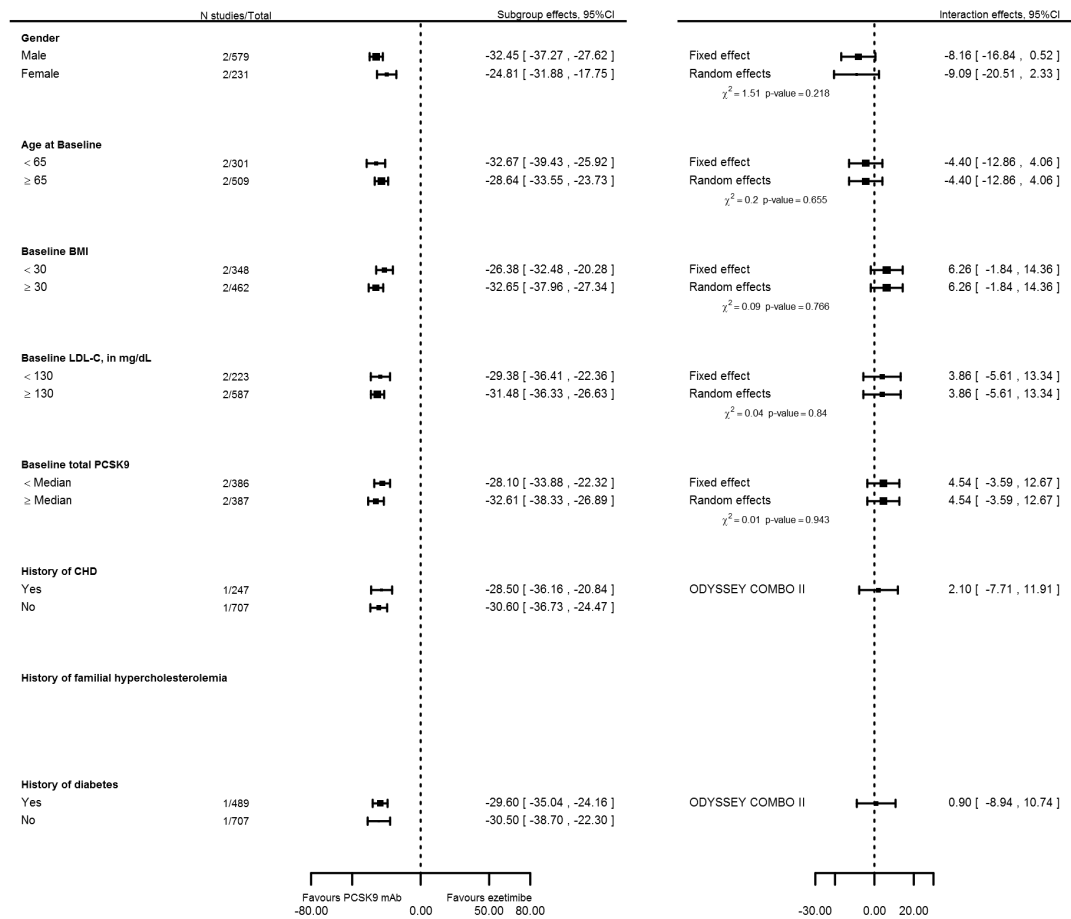 N studies/Total Subgroup effects, 95%CI Interaction effects, 95%CI
Gender
Male 2/579 -32.45 [ -37.27 , -27.62 ] Fixed effect -8.16 [ -16.84 , 0.52 ]
Female 2/231 -24.81 [ -31.88 , -17.75 ] Random effects -9.09 [ -20.51 , 2.33 ]
χ² = 1.51 p-value = 0.218
Age at Baseline
< 65 2/301 -32.67 [ -39.43 , -25.92 ] Fixed effect -4.40 [ -12.86 , 4.06 ]
≥ 65 2/509 -28.64 [ -33.55 , -23.73 ] Random effects -4.40 [ -12.86 , 4.06 ]
χ² = 0.2 p-value = 0.655
Baseline BMI
< 30 2/348 -26.38 [ -32.48 , -20.28 ] Fixed effect 6.26 [ -1.84 , 14.36 ]
≥ 30 2/462 -32.65 [ -37.96 , -27.34 ] Random effects 6.26 [ -1.84 , 14.36 ]
χ² = 0.09 p-value = 0.766
Baseline LDL-C, in mg/dL
< 130 2/223 -29.38 [ -36.41 , -22.36 ] Fixed effect 3.86 [ -5.61 , 13.34 ]
≥ 130 2/587 -31.48 [ -36.33 , -26.63 ] Random effects 3.86 [ -5.61 , 13.34 ]
χ² = 0.04 p-value = 0.84
Baseline total PCSK9
< Median 2/386 -28.10 [ -33.88 , -22.32 ] Fixed effect 4.54 [ -3.59 , 12.67 ]
≥ Median 2/387 -32.61 [ -38.33 , -26.89 ] Random effects 4.54 [ -3.59 , 12.67 ]
χ² = 0.01 p-value = 0.943
History of CHD
Yes 1/247 -28.50 [ -36.16 , -20.84 ] ODYSSEY COMBO II 2.10 [ -7.71 , 11.91 ]
No 1/707 -30.60 [ -36.73 , -24.47 ]
History of familial hypercholesterolemia
History of diabetes
Yes 1/489 -29.60 [ -35.04 , -24.16 ] ODYSSEY COMBO II 0.90 [ -8.94 , 10.74 ]
No 1/707 -30.50 [ -38.70 , -22.30 ]
Favours PCSK9 mAb Favours ezetimibe
-80.00 0.00 50.00 80.00 -30.00 0.00 20.00